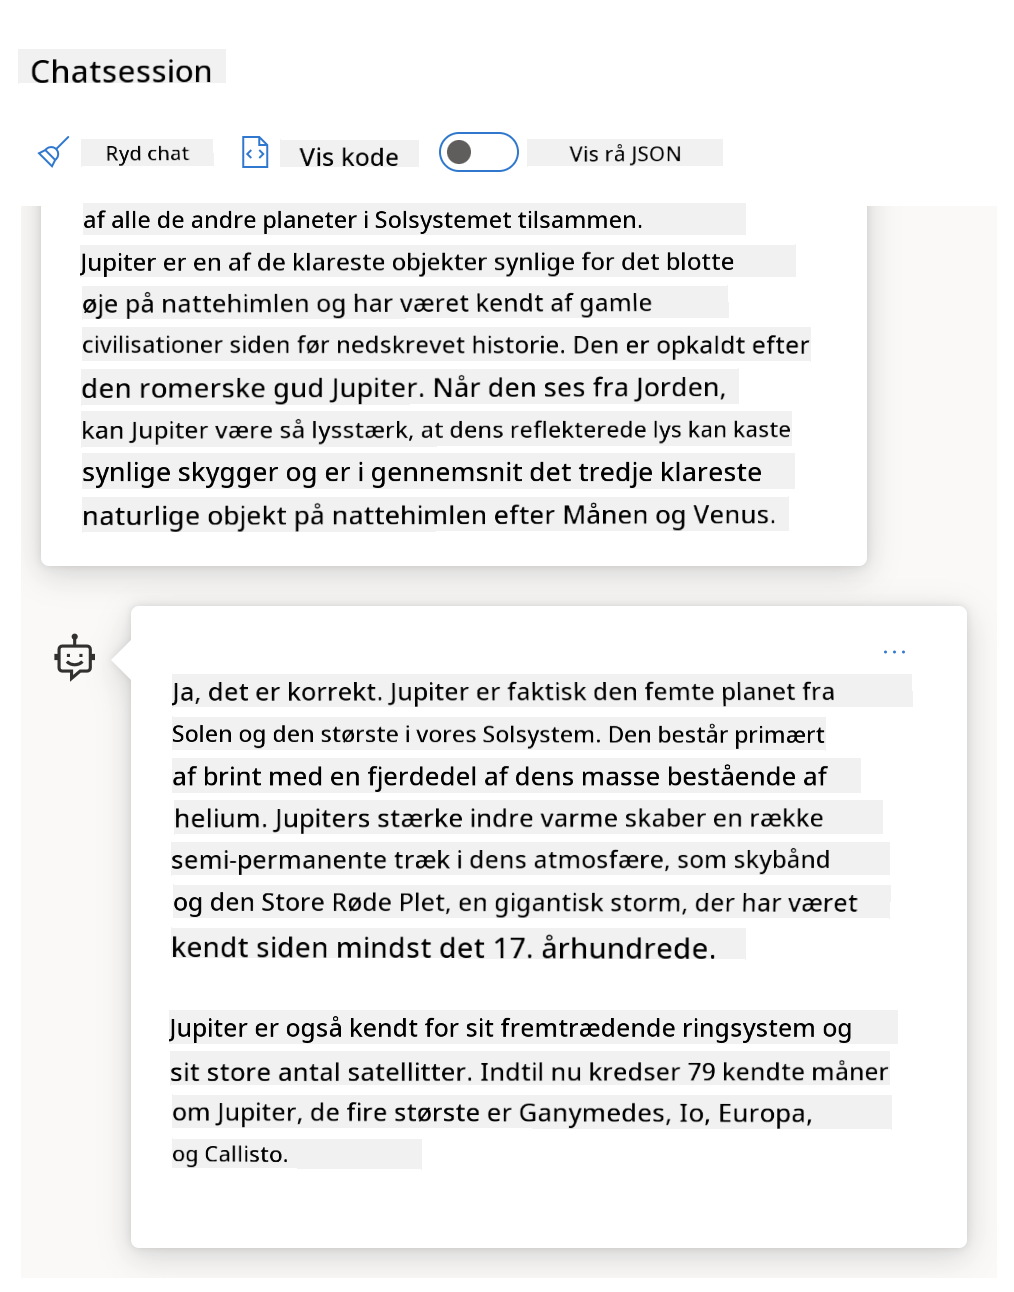 Chatsession
Ryd chat
Vis kode
Vis rå JSON
af alle de andre planeter i Solsystemet tilsammen.
Jupiter er en af de klareste objekter synlige for det blotte
øje på nattehimlen og har været kendt af gamle
civilisationer siden før nedskrevet historie. Den er opkaldt efter
den romerske gud Jupiter. Når den ses fra Jorden,
kan Jupiter være så lysstærk, at dens reflekterede lys kan kaste
synlige skygger og er i gennemsnit det tredje klareste
naturlige objekt på nattehimlen efter Månen og Venus.
Ja, det er korrekt. Jupiter er faktisk den femte planet fra
Solen og den største i vores Solsystem. Den består primært
af brint med en fjerdedel af dens masse bestående af
helium. Jupiters stærke indre varme skaber en række
semi-permanente træk i dens atmosfære, som skybånd
og den Store Røde Plet, en gigantisk storm, der har været
kendt siden mindst det 17. århundrede.
Jupiter er også kendt for sit fremtrædende ringsystem og
sit store antal satellitter. Indtil nu kredser 79 kendte måner
om Jupiter, de fire største er Ganymedes, Io, Europa,
og Callisto.